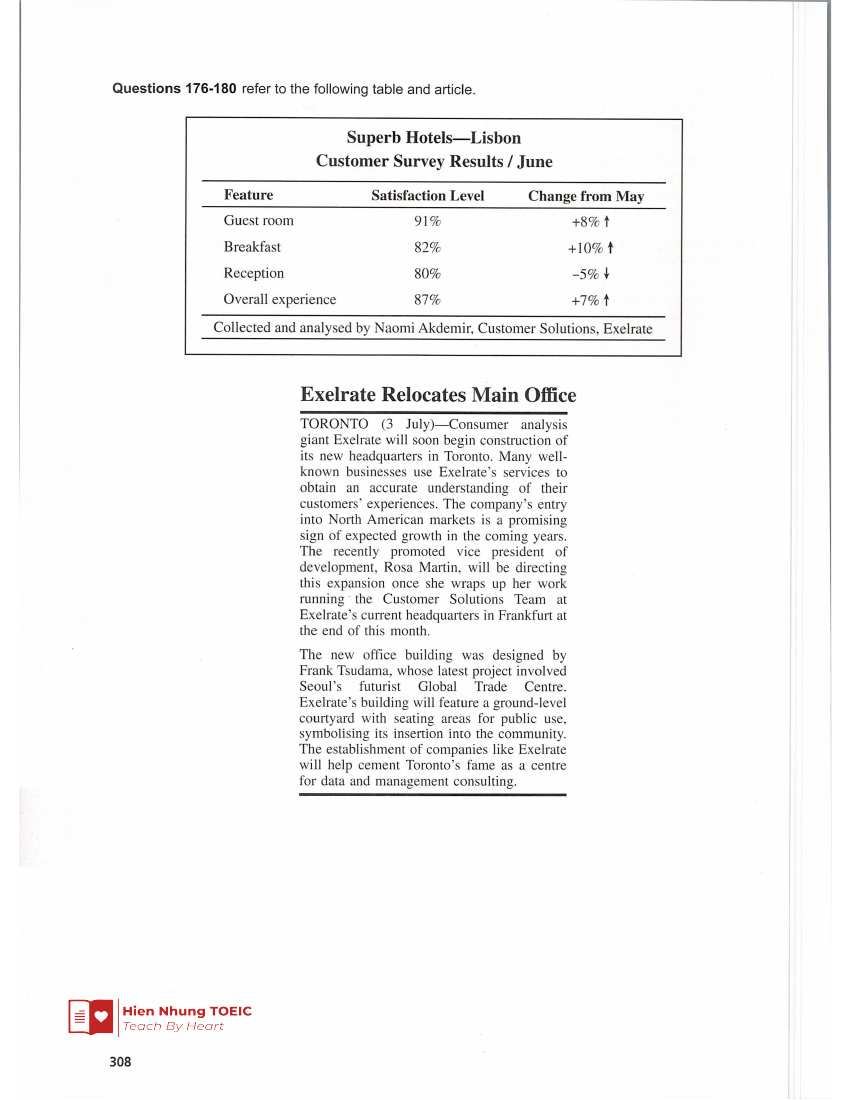 Questions 176-180 refer to the following table and article.
Superb Hotels—Lisbon
Customer Survey Results / June
Feature Satisfaction Level Change from May
Guest room 91% +8% ↑
Breakfast 82% +10% ↑
Reception 80% –5% ↓
Overall experience 87% +7% ↑
Collected and analysed by Naomi Akdemir, Customer Solutions, Exelrate
Exelrate Relocates Main Office
TORONTO (3 July)—Consumer analysis
giant Exelrate will soon begin construction of
its new headquarters in Toronto. Many well-
known businesses use Exelrate's services to
obtain an accurate understanding of their
customers' experiences. The company's entry
into North American markets is a promising
sign of expected growth in the coming years.
The recently promoted vice president of
development, Rosa Martin, will be directing
this expansion once she wraps up her work
running the Customer Solutions Team at
Exelrate's current headquarters in Frankfurt at
the end of this month.
The new office building was designed by
Frank Tsudama, whose latest project involved
Seoul's futurist Global Trade Centre.
Exelrate's building will feature a ground-level
courtyard with seating areas for public use,
symbolising its insertion into the community.
The establishment of companies like Exelrate
will help cement Toronto's fame as a centre
for data and management consulting.
Hien Nhung TOEIC
Teach By Heart
308